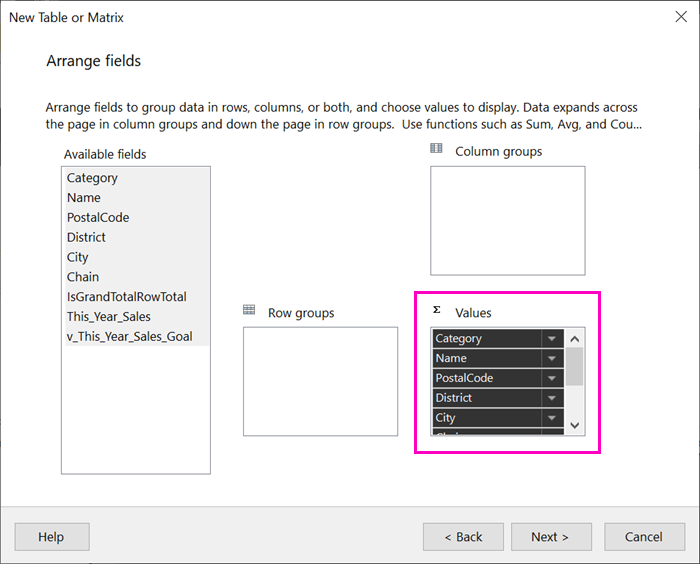 New Table or Matrix
Arrange fields
Arrange fields to group data in rows, columns, or both, and choose values to display. Data expands across
the page in column groups and down the page in row groups.  Use functions such as Sum, Avg, and Cou...
Available fields
Category
Name
PostalCode
District
City
Chain
IsGrandTotalRowTotal
This_Year_Sales
v_This_Year_Sales_Goal
Column groups
Row groups
Σ Values
Category
Name
PostalCode
District
City
Help
< Back
Next >
Cancel